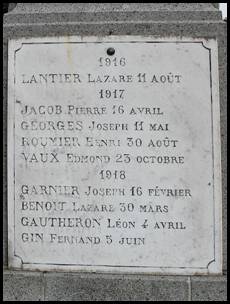 1916
LANTIER LAZARE 11 AOÛT
1917
JACOB PIERRE 16 AVRIL
GEORGES JOSEPH 11 MAI
ROUVIER HENRI 30 AOÛT
VAUX EDMOND 23 OCTOBRE
1918
GARNIER JOSEPH 16 FÉVRIER
BENOIT LAZARE 30 MARS
GAUTHERON LÉON 4 AVRIL
GIN FERNAND 5 JUIN